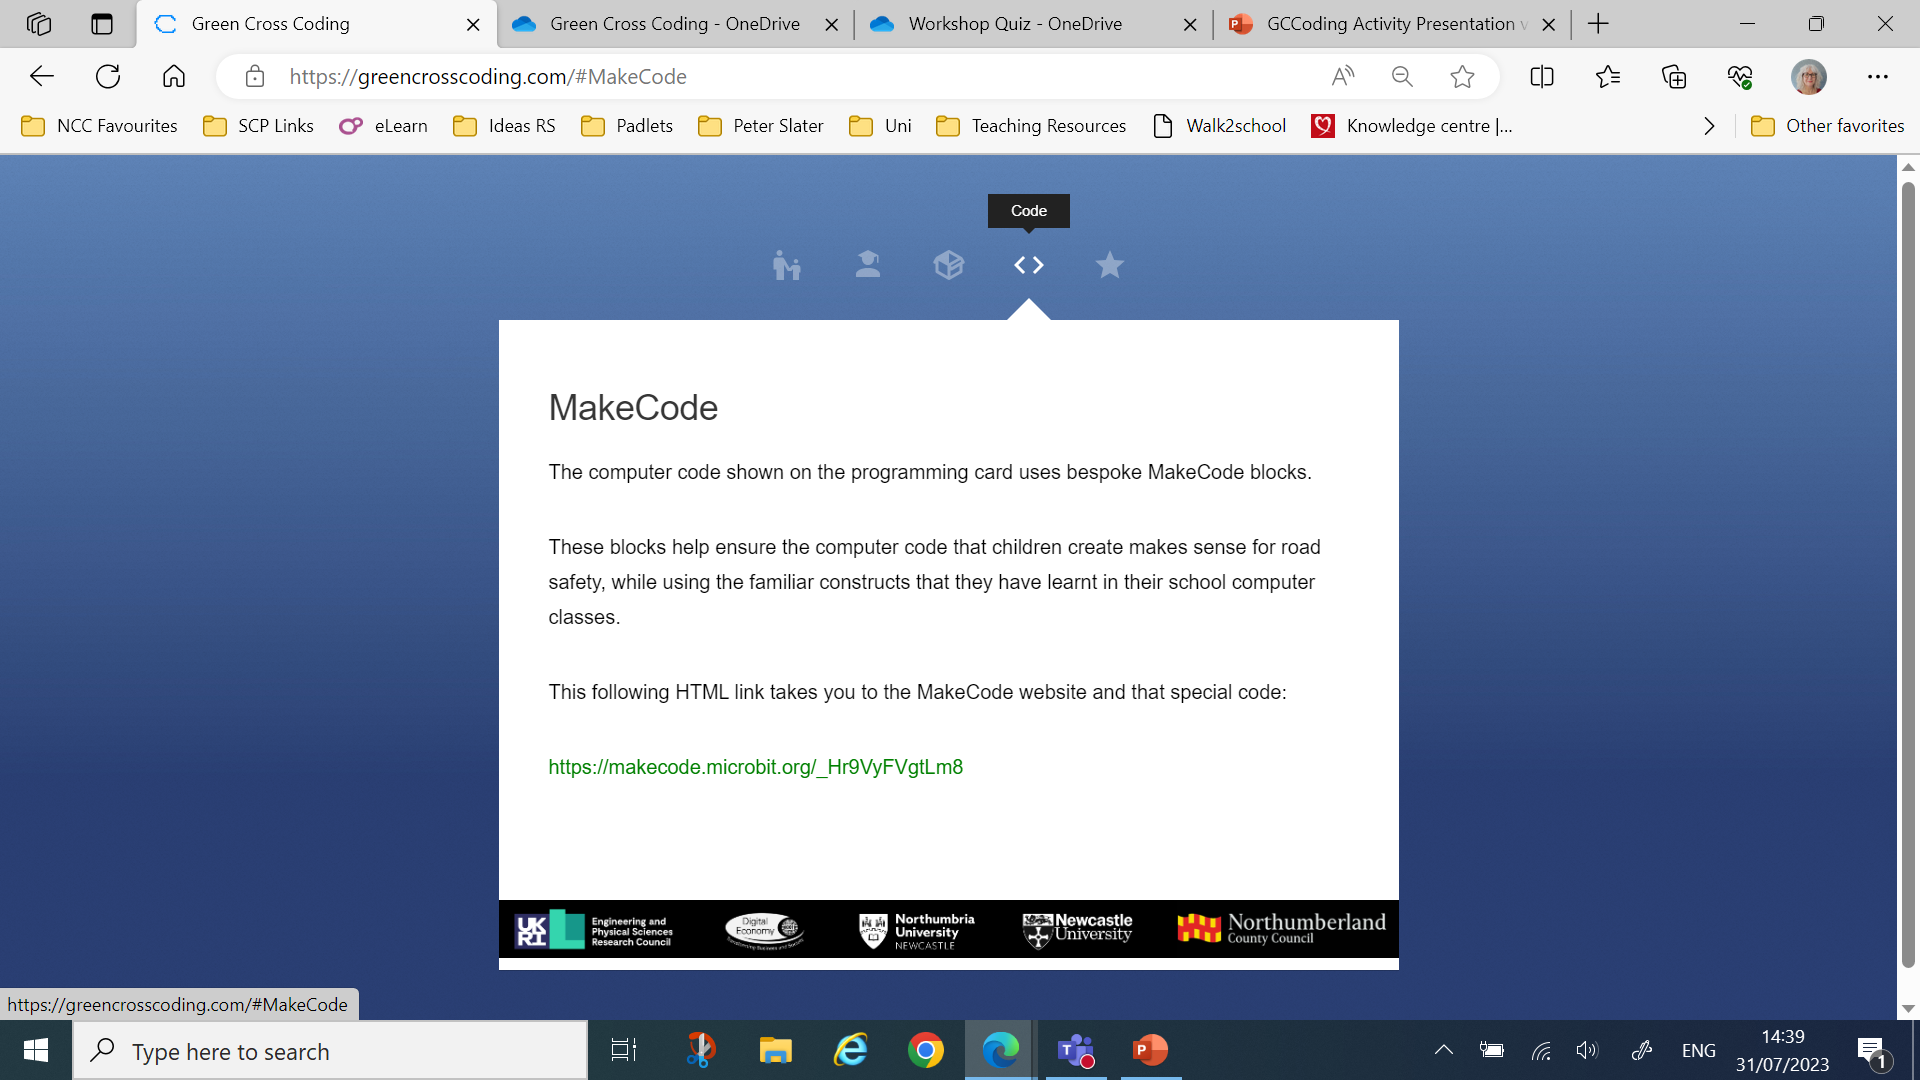 Green Cross Coding
Green Cross Coding - OneDrive
Workshop Quiz - OneDrive
GCCoding Activity Presentation v
https://greencrosscoding.com/#MakeCode
NCC Favourites
SCP Links
eLearn
Ideas RS
Padlets
Peter Slater
Uni
Teaching Resources
Walk2school
Knowledge centre |...
Other favorites
Code
MakeCode
The computer code shown on the programming card uses bespoke MakeCode blocks.
These blocks help ensure the computer code that children create makes sense for road
safety, while using the familiar constructs that they have learnt in their school computer
classes.
This following HTML link takes you to the MakeCode website and that special code:
https://makecode.microbit.org/_Hr9VyFVgtLm8
UKRI
Engineering and
Physical Sciences
Research Council
Digital
Economy
Northumbria
University
NEWCASTLE
Newcastle
University
Northumberland
County Council
https://greencrosscoding.com/#MakeCode
Type here to search
ENG
14:39
31/07/2023
1